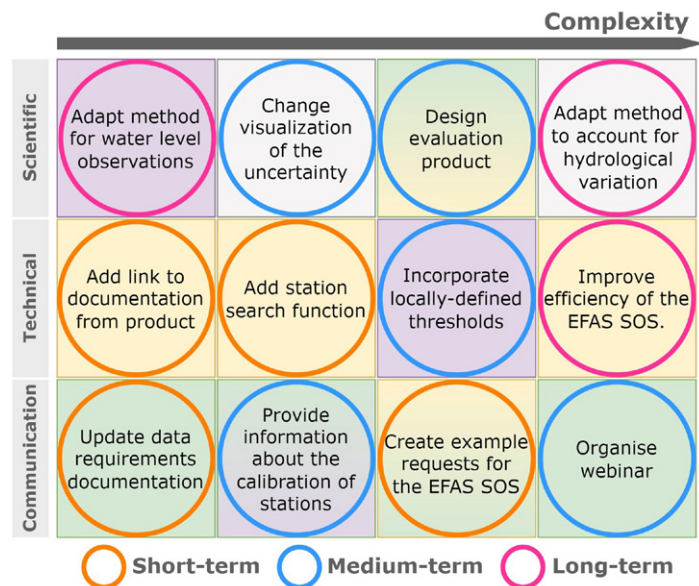 Complexity
Scientific
Adapt method
for water level
observations
Change
visualization
of the
uncertainty
Design
evaluation
product
Adapt method
to account for
hydrological
variation
Technical
Add link to
documentation
from product
Add station
search function
Incorporate
locally-defined
thresholds
Improve
efficiency of the
EFAS SOS.
Communication
Update data
requirements
documentation
Provide
information
about the
calibration of
stations
Create example
requests for
the EFAS SOS
Organise
webinar
Short-term
Medium-term
Long-term